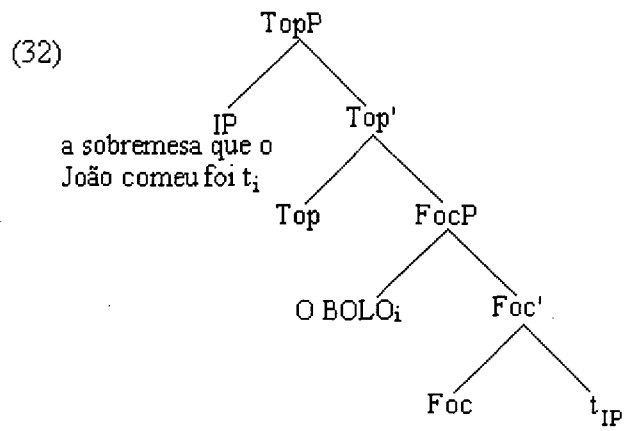 TopP
(32)
IP Top'
a sobremesa que o
João comeu foi ti
Top FocP
O BOLOi Foc'
Foc tIP